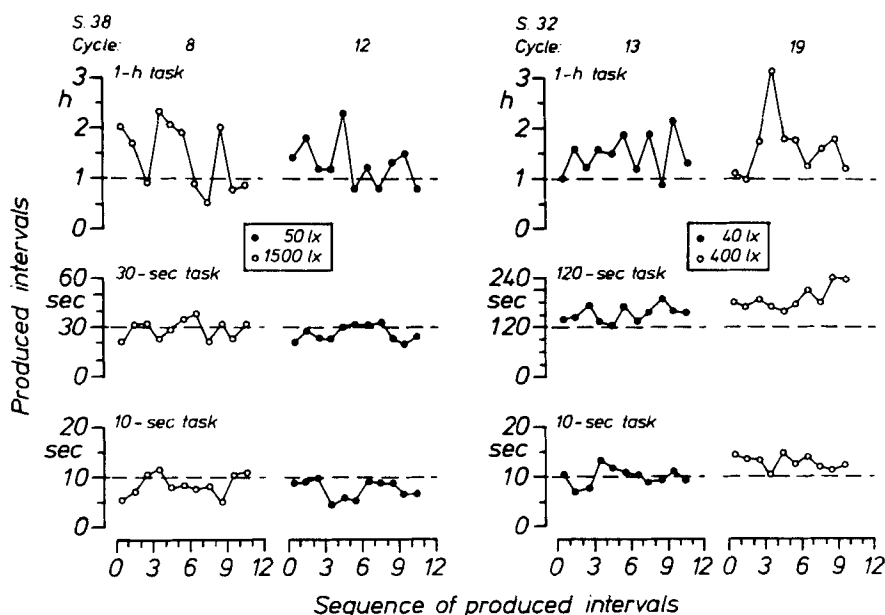 S. 38
Cycle: 8 12
1-h task
3
h
2
1
0
50 lx
1500 lx
60
sec
30
0
30-sec task
20
sec
10
0
10-sec task
0 3 6 9 12 0 3 6 9 12
S. 32
Cycle: 13 19
1-h task
3
h
2
1
0
40 lx
400 lx
240
sec
120
0
120-sec task
20
sec
10
0
10-sec task
0 3 6 9 12 0 3 6 9 12
Produced intervals
Sequence of produced intervals